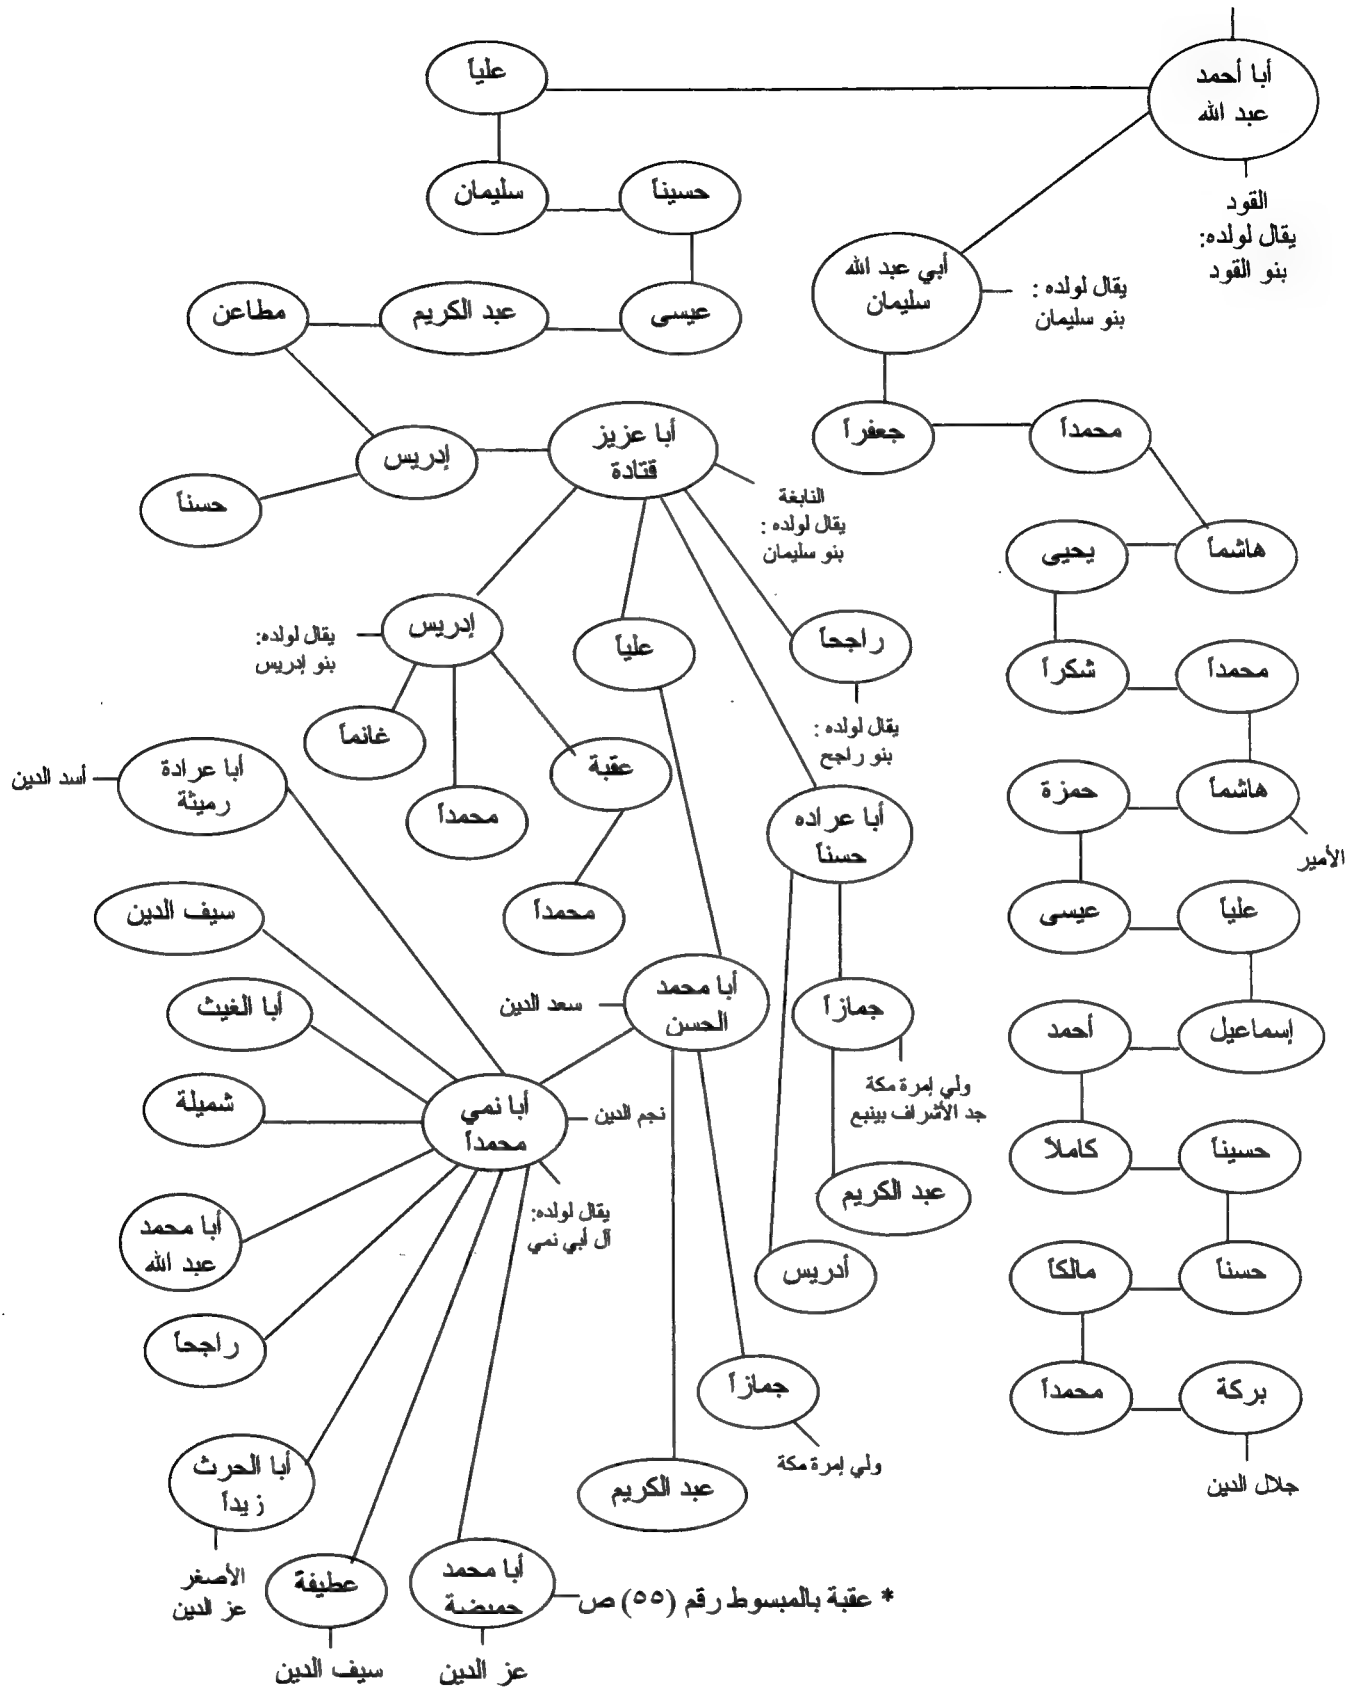 أبا أحمد
عبد الله
القود
يقال لولده:
بنو القود
علياً
سليمان
حسيناً
عيسى
عبد الكريم
مطاعن
إدريس
حسناً
أبا عزيز
قتادة
النابغة
يقال لولده :
بنو سليمان
أبي عبد الله
سليمان
يقال لولده :
بنو سليمان
جعفراً
محمداً
هاشماً
يحيى
شكراً
محمداً
هاشماً
الأمير
حمزة
عيسى
علياً
إسماعيل
أحمد
كاملاً
حسيناً
حسناً
مالكاً
محمداً
بركة
جلال الدين
راجحاً
يقال لولده :
بنو راجح
أبا عراده
حسناً
جمازاً
ولي إمرة مكة
جد الأشراف بينبع
عبد الكريم
أدريس
علياً
إدريس
يقال لولده:
بنو إدريس
غانماً
محمداً
عقبة
محمداً
أبا محمد
الحسن
سعد الدين
جمازاً
ولي إمرة مكة
عبد الكريم
أبا نمي
محمداً
نجم الدين
يقال لولده:
آل أبي نمي
أبا عرادة
رميثة
أسد الدين
سيف الدين
أبا الغيث
شميلة
أبا محمد
عبد الله
راجحاً
أبا الحرث
زيداً
الأصغر
عز الدين
عطيفة
سيف الدين
أبا محمد
حميضة
عز الدين
* عقبة بالمبسوط رقم (٥٥) ص